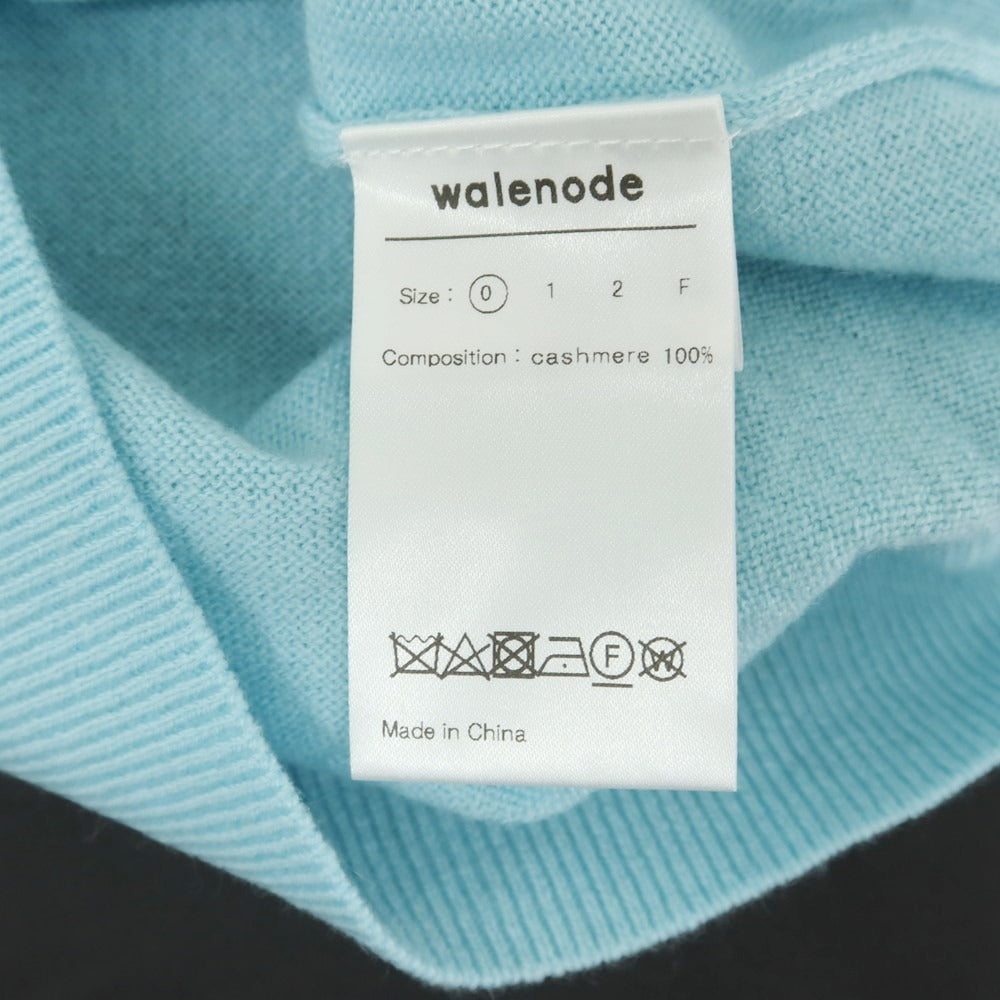 walenode
Size : 0 1 2 F
Composition : cashmere 100%
F W
Made in China